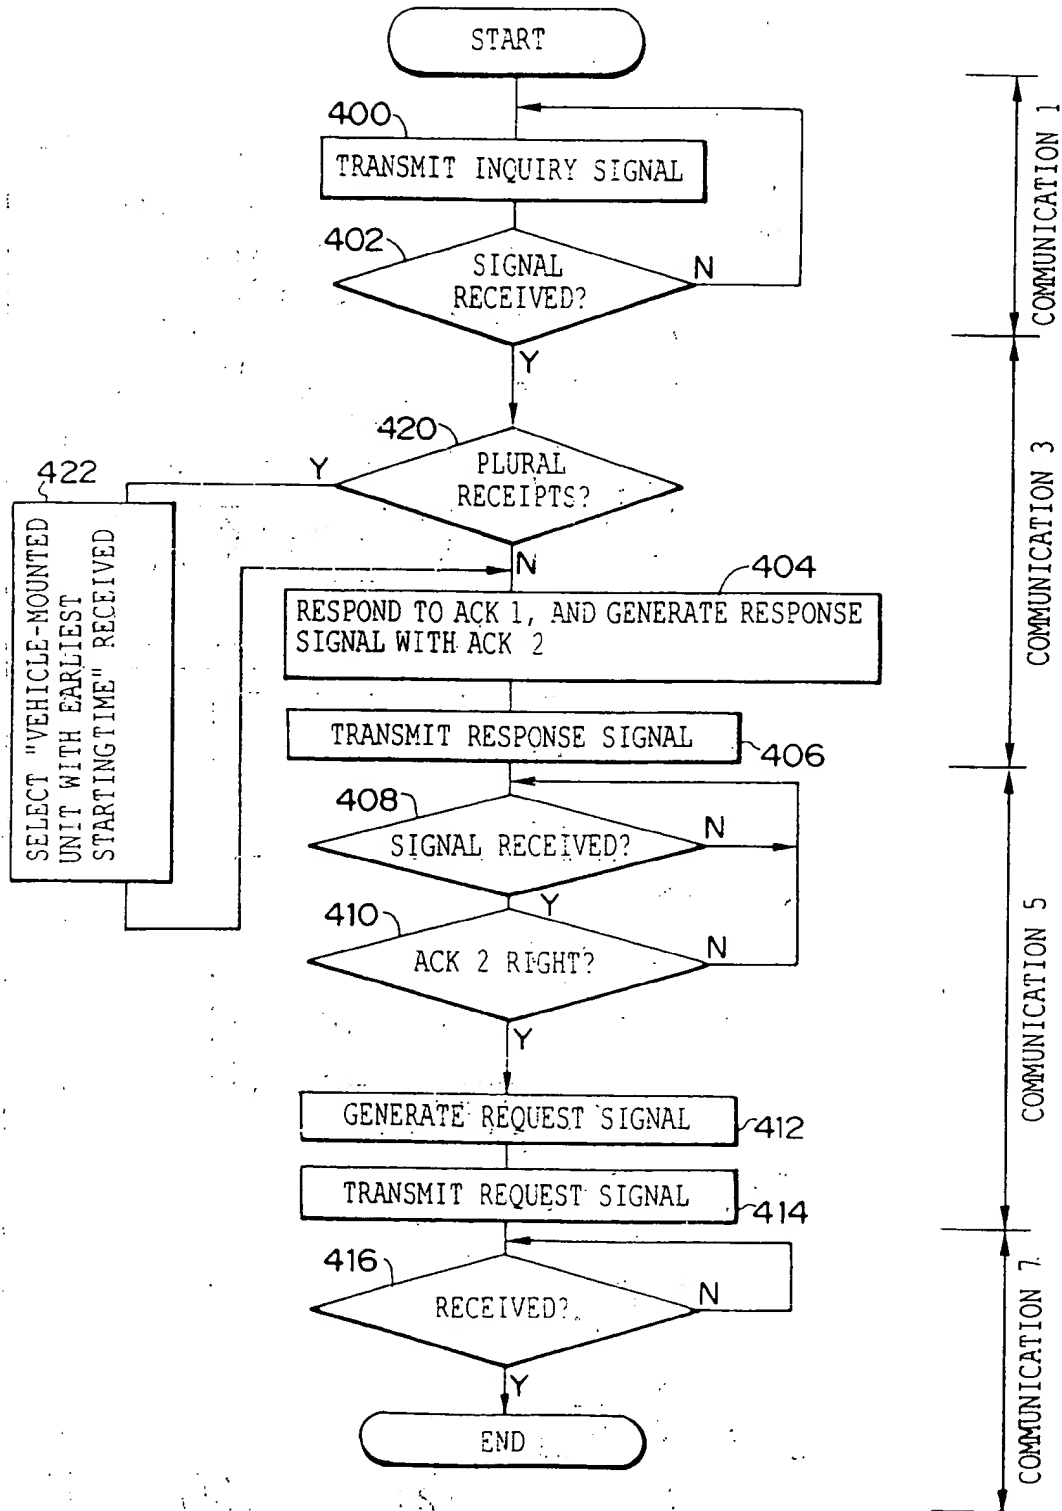 START
400
TRANSMIT INQUIRY SIGNAL
402
SIGNAL
RECEIVED?
N
Y
COMMUNICATION 1
420
PLURAL
RECEIPTS?
Y
N
422
SELECT "VEHICLE-MOUNTED
UNIT WITH EARLIEST
STARTINGTIME" RECEIVED
404
RESPOND TO ACK 1, AND GENERATE RESPONSE
SIGNAL WITH ACK 2
TRANSMIT RESPONSE SIGNAL
406
COMMUNICATION 3
408
SIGNAL RECEIVED?
N
Y
410
ACK 2 RIGHT?
N
Y
GENERATE REQUEST SIGNAL
412
TRANSMIT REQUEST SIGNAL
414
COMMUNICATION 5
416
RECEIVED?
N
Y
END
COMMUNICATION 7